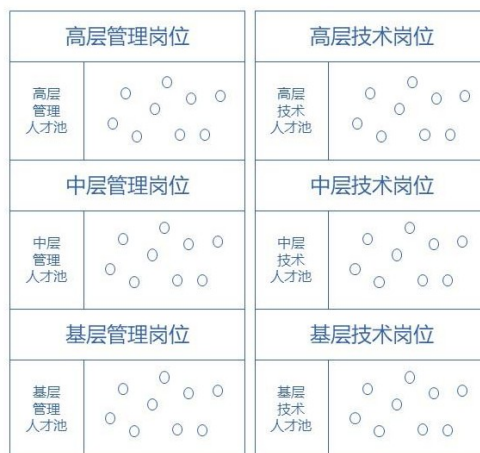 高层管理岗位
高层
管理
人才池
中层管理岗位
中层
管理
人才池
基层管理岗位
基层
管理
人才池
高层技术岗位
高层
技术
人才池
中层技术岗位
中层
技术
人才池
基层技术岗位
基层
技术
人才池